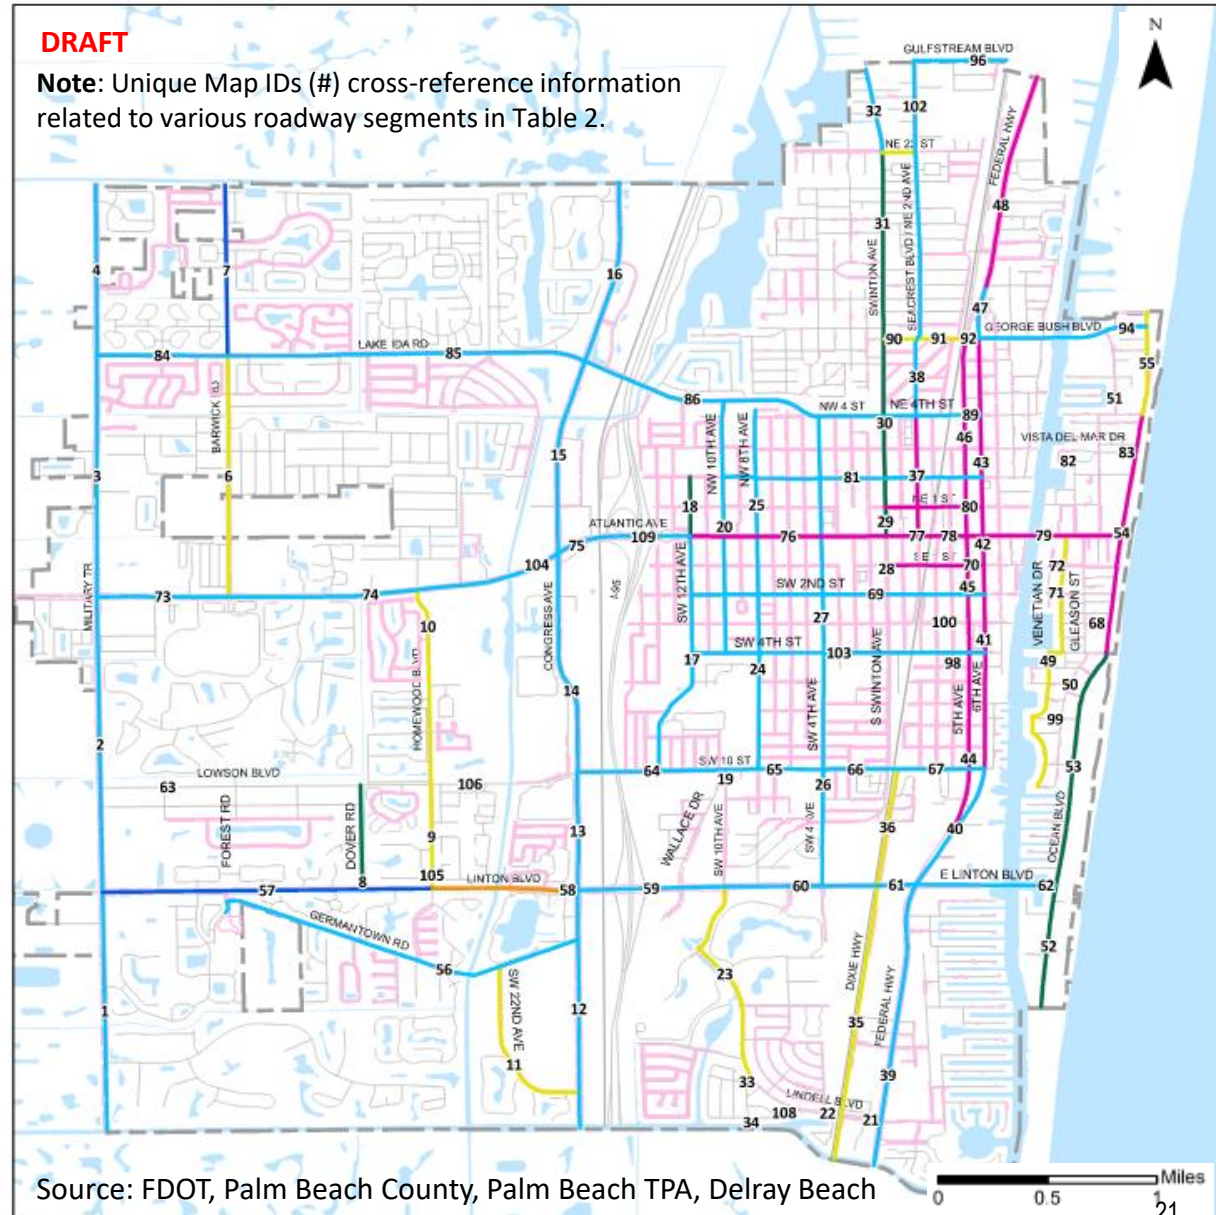 DRAFT
Note: Unique Map IDs (#) cross-reference information
related to various roadway segments in Table 2.
N
GULFSTREAM BLVD
96
32
102
NE 22 ST
FEDERAL HWY
48
31
SWINTON AVE
SEACREST BLVD / NE 2ND AVE
4
7
16
47
GEORGE BUSH BLVD
94
90
91
92
LAKE IDA RD
84
85
55
38
51
BARWICK RD
86
NW 4 ST
NE 4TH ST
89
30
46
VISTA DEL MAR DR
83
82
NW 10TH AVE
NW 8TH AVE
15
43
3
6
81
37
18
25
NE 1 ST
80
20
29
ATLANTIC AVE
109
76
77
78
79
54
75
42
104
28
SE 1 ST
70
72
SW 12TH AVE
SW 2ND ST
45
MILITARY TR
73
74
I-95
69
71
VENETIAN DR
GLEASON ST
CONGRESS AVE
27
100
68
10
SW 4TH ST
103
41
17
24
98
49
HOMEWOOD BLVD
14
50
SW 4TH AVE
S SWINTON AVE
5TH AVE
6TH AVE
99
2
SW 10 ST
44
64
65
66
67
53
LOWSON BLVD
63
106
19
26
FOREST RD
DOVER RD
WALLACE DR
SW 10TH AVE
SW 4 AVE
36
40
OCEAN BLVD
9
13
8
105
LINTON BLVD
E LINTON BLVD
57
58
59
60
61
62
GERMANTOWN RD
56
52
23
SW 22ND AVE
DIXIE HWY
FEDERAL HWY
1
12
35
11
33
39
LINDELL BLVD
108
22
21
34
Source: FDOT, Palm Beach County, Palm Beach TPA, Delray Beach
Miles
0
0.5
1
21